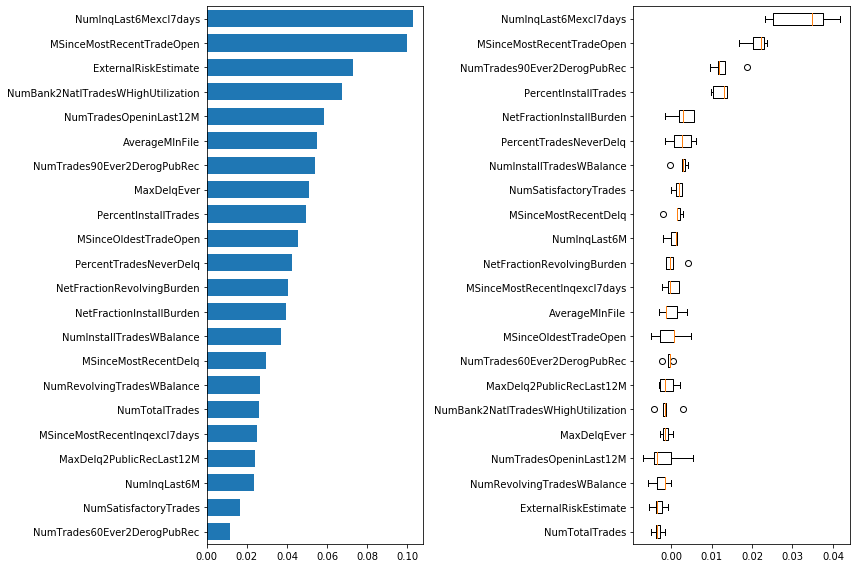 NumInqLast6Mexcl7days
MSinceMostRecentTradeOpen
ExternalRiskEstimate
NumBank2NatlTradesWHighUtilization
NumTradesOpeninLast12M
AverageMInFile
NumTrades90Ever2DerogPubRec
MaxDelqEver
PercentInstallTrades
MSinceOldestTradeOpen
PercentTradesNeverDelq
NetFractionRevolvingBurden
NetFractionInstallBurden
NumInstallTradesWBalance
MSinceMostRecentDelq
NumRevolvingTradesWBalance
NumTotalTrades
MSinceMostRecentInqexcl7days
MaxDelq2PublicRecLast12M
NumInqLast6M
NumSatisfactoryTrades
NumTrades60Ever2DerogPubRec
0.00 0.02 0.04 0.06 0.08 0.10
NumInqLast6Mexcl7days
MSinceMostRecentTradeOpen
NumTrades90Ever2DerogPubRec
PercentInstallTrades
NetFractionInstallBurden
PercentTradesNeverDelq
NumInstallTradesWBalance
NumSatisfactoryTrades
MSinceMostRecentDelq
NumInqLast6M
NetFractionRevolvingBurden
MSinceMostRecentInqexcl7days
AverageMInFile
MSinceOldestTradeOpen
NumTrades60Ever2DerogPubRec
MaxDelq2PublicRecLast12M
NumBank2NatlTradesWHighUtilization
MaxDelqEver
NumTradesOpeninLast12M
NumRevolvingTradesWBalance
ExternalRiskEstimate
NumTotalTrades
0.00 0.01 0.02 0.03 0.04